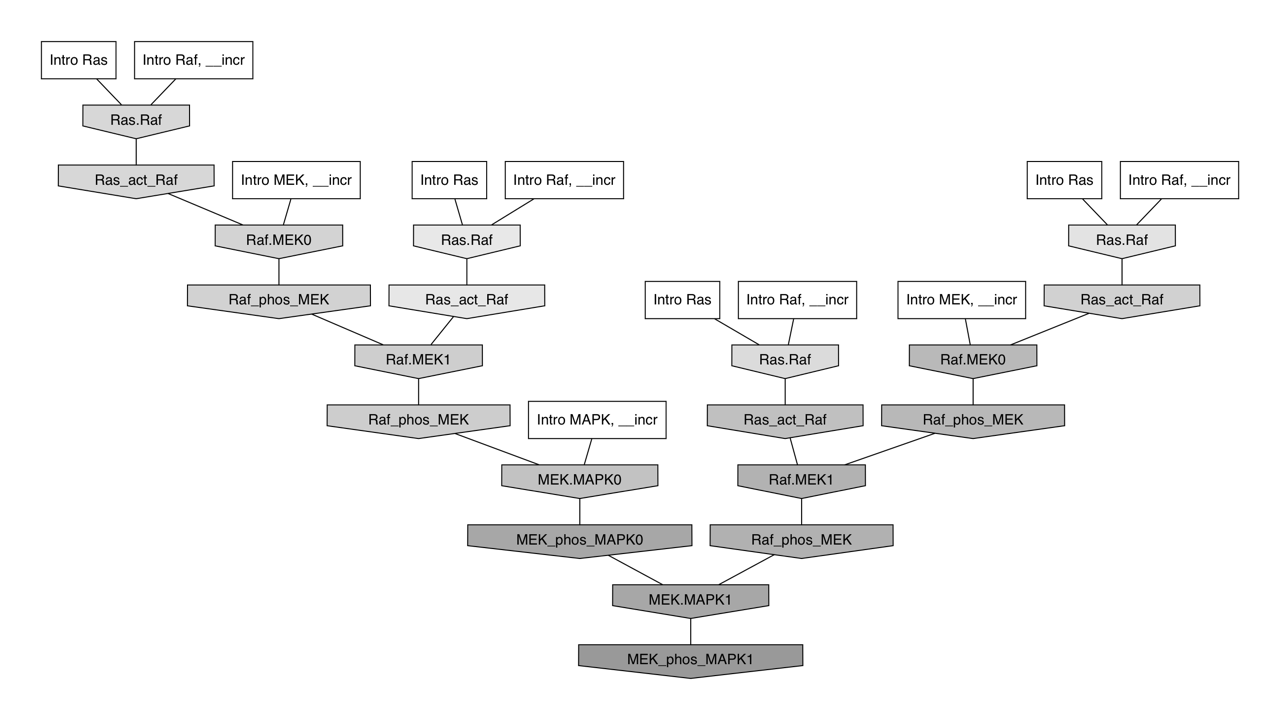 Intro Ras
Intro Raf, __incr
Ras.Raf
Ras_act_Raf
Intro MEK, __incr
Intro Ras
Intro Raf, __incr
Intro Ras
Intro Raf, __incr
Raf.MEK0
Ras.Raf
Ras.Raf
Raf_phos_MEK
Ras_act_Raf
Intro Ras
Intro Raf, __incr
Intro MEK, __incr
Ras_act_Raf
Raf.MEK1
Ras.Raf
Raf.MEK0
Raf_phos_MEK
Intro MAPK, __incr
Ras_act_Raf
Raf_phos_MEK
MEK.MAPK0
Raf.MEK1
MEK_phos_MAPK0
Raf_phos_MEK
MEK.MAPK1
MEK_phos_MAPK1